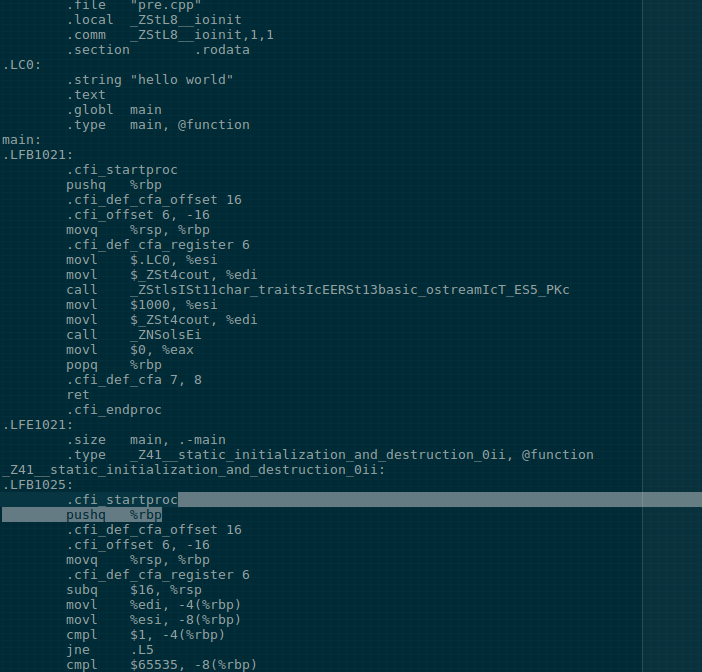 .file "pre.cpp"
.local _ZStL8__ioinit
.comm _ZStL8__ioinit,1,1
.section .rodata
.LC0:
.string "hello world"
.text
.globl main
.type main, @function
main:
.LFB1021:
.cfi_startproc
pushq %rbp
.cfi_def_cfa_offset 16
.cfi_offset 6, -16
movq %rsp, %rbp
.cfi_def_cfa_register 6
movl $.LC0, %esi
movl $_ZSt4cout, %edi
call _ZStlsISt11char_traitsIcEERSt13basic_ostreamIcT_ES5_PKc
movl $1000, %esi
movl $_ZSt4cout, %edi
call _ZNSolsEi
movl $0, %eax
popq %rbp
.cfi_def_cfa 7, 8
ret
.cfi_endproc
.LFE1021:
.size main, .-main
.type _Z41__static_initialization_and_destruction_0ii, @function
_Z41__static_initialization_and_destruction_0ii:
.LFB1025:
.cfi_startproc
pushq %rbp
.cfi_def_cfa_offset 16
.cfi_offset 6, -16
movq %rsp, %rbp
.cfi_def_cfa_register 6
subq $16, %rsp
movl %edi, -4(%rbp)
movl %esi, -8(%rbp)
cmpl $1, -4(%rbp)
jne .L5
cmpl $65535, -8(%rbp)